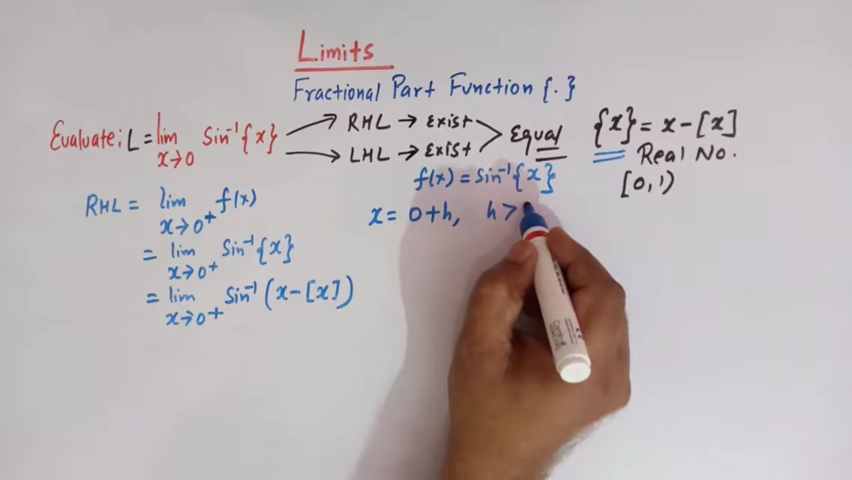 Limits
Fractional Part Function {.}
Evaluate: L = lim x→0 Sin⁻¹{x}
RHL → Exist
LHL → Exist
Equal
{x} = x - [x]
Real No.
[0, 1)
f(x) = sin⁻¹{x}
x = 0+h, h >
RHL = lim x→0+ f(x)
= lim x→0+ Sin⁻¹{x}
= lim x→0+ Sin⁻¹(x - [x])